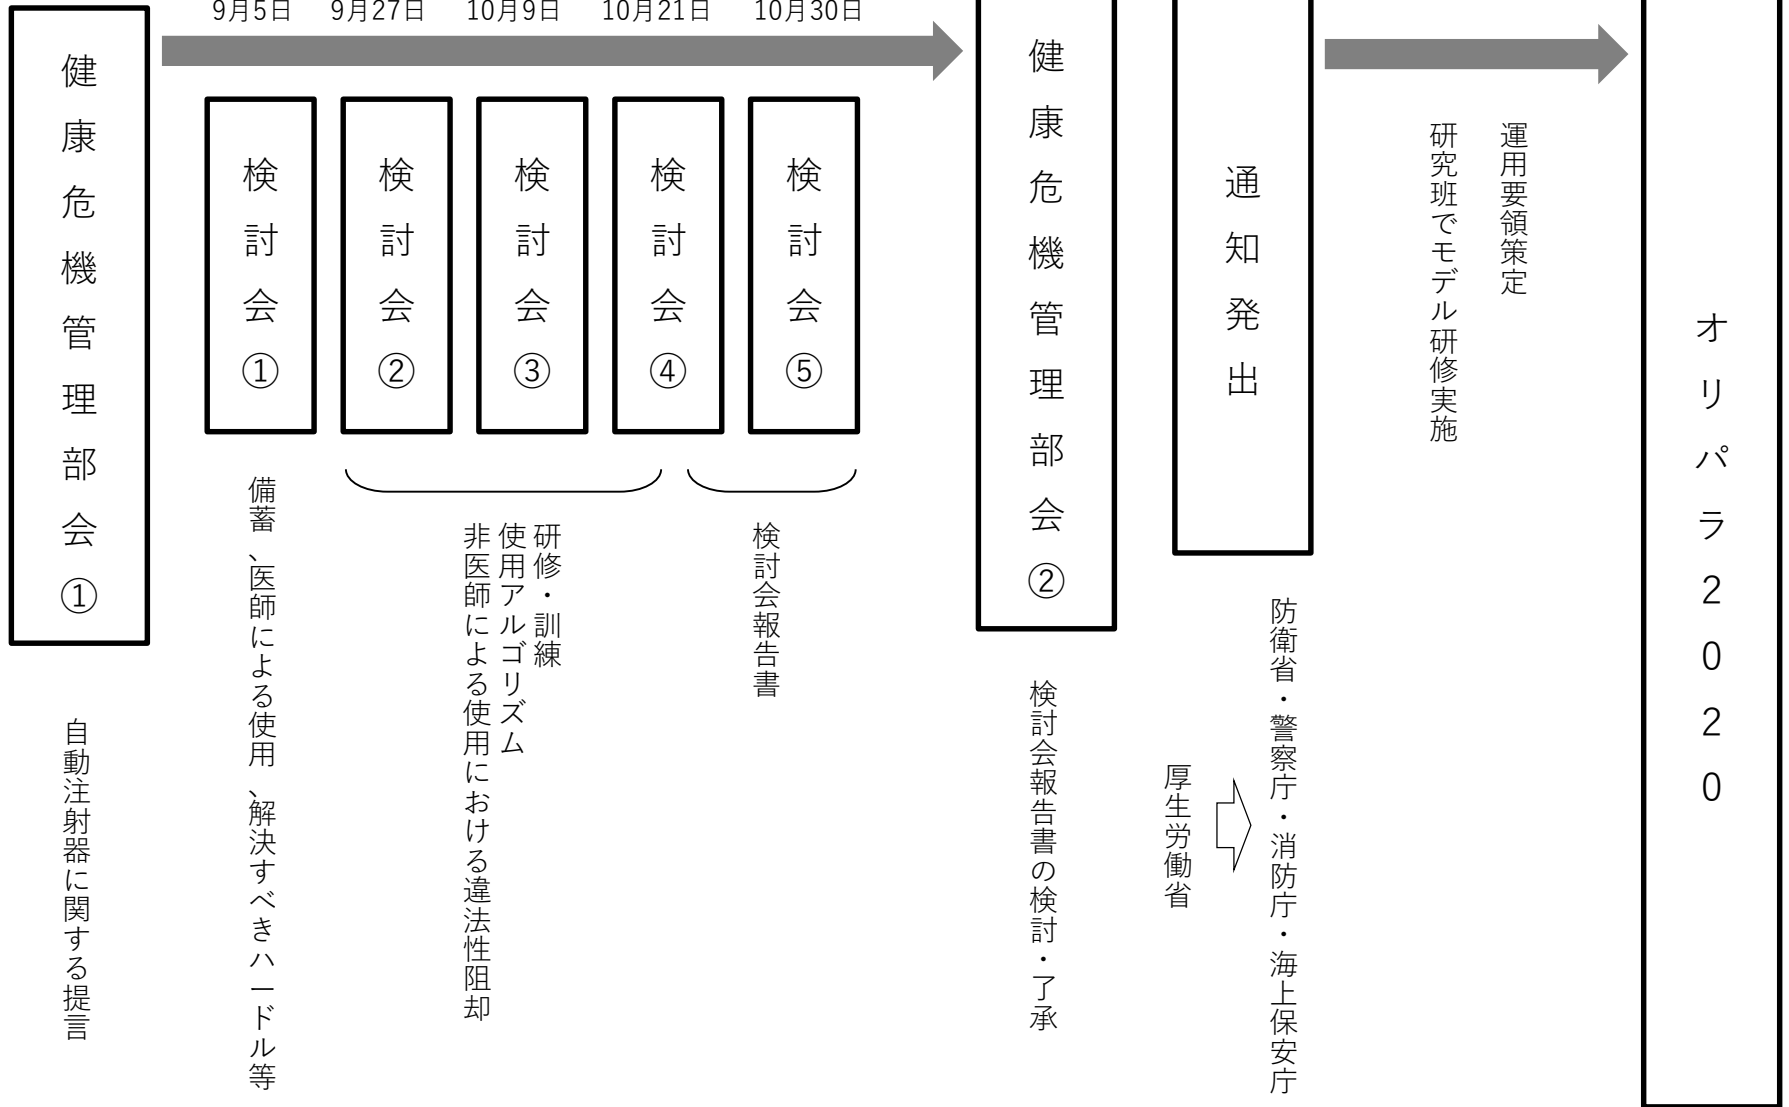 9月5日 9月27日 10月9日 10月21日 10月30日
健康危機管理部会①
自動注射器に関する提言
検討会①
検討会②
検討会③
検討会④
検討会⑤
備蓄、医師による使用、解決すべきハードル等
研修・訓練
使用アルゴリズム
非医師による使用における違法性阻却
検討会報告書
健康危機管理部会②
検討会報告書の検討・了承
通知発出
厚生労働省
防衛省・警察庁・消防庁・海上保安庁
運用要領策定
研究班でモデル研修実施
オリパラ2020